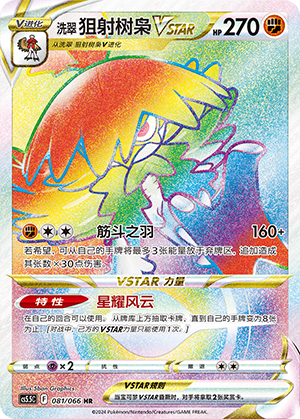 V进化
洗翠 狙射树枭 VSTAR HP 270
从洗翠 狙射树枭V进化
筋斗之羽 160+
若希望,可从自己的手牌将最多3张能量放于弃牌区,追加造成
其张数×30点伤害。
VSTAR 力量
特性 星耀风云
在自己的回合可以使用。从牌库上方抽取卡牌,直到自己的手牌变为8张
为止。[对战中,己方的VSTAR力量只能使用1次。]
弱点 ×2 抵抗力 撤退
Illus. 5ban Graphics
CS5.5C F 081/066 HR
VSTAR规则
当宝可梦VSTAR昏厥时,对手将拿取2张奖赏卡。
©2024 Pokémon/Nintendo/Creatures/GAME FREAK.